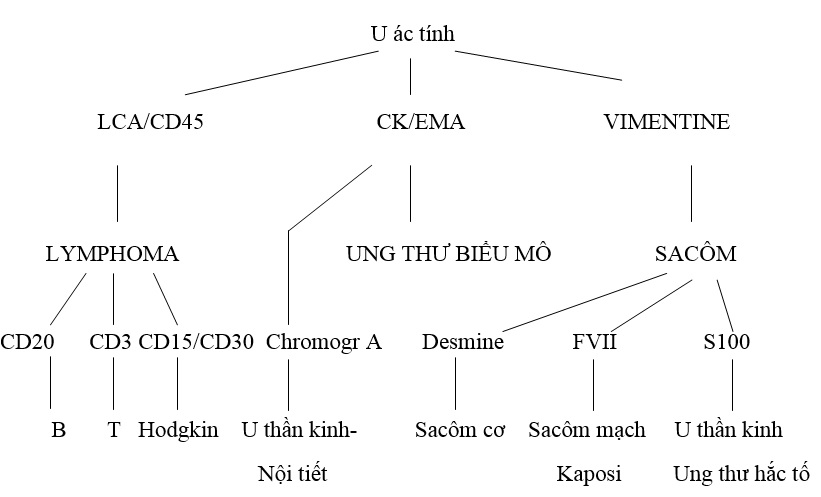 U ác tính
LCA/CD45 CK/EMA VIMENTINE
LYMPHOMA UNG THƯ BIỂU MÔ SACÔM
CD20 CD3 CD15/CD30 Chromogr A Desmine FVII S100
B T Hodgkin U thần kinh- Sacôm cơ Sacôm mạch U thần kinh
Nội tiết Kaposi Ung thư hắc tố